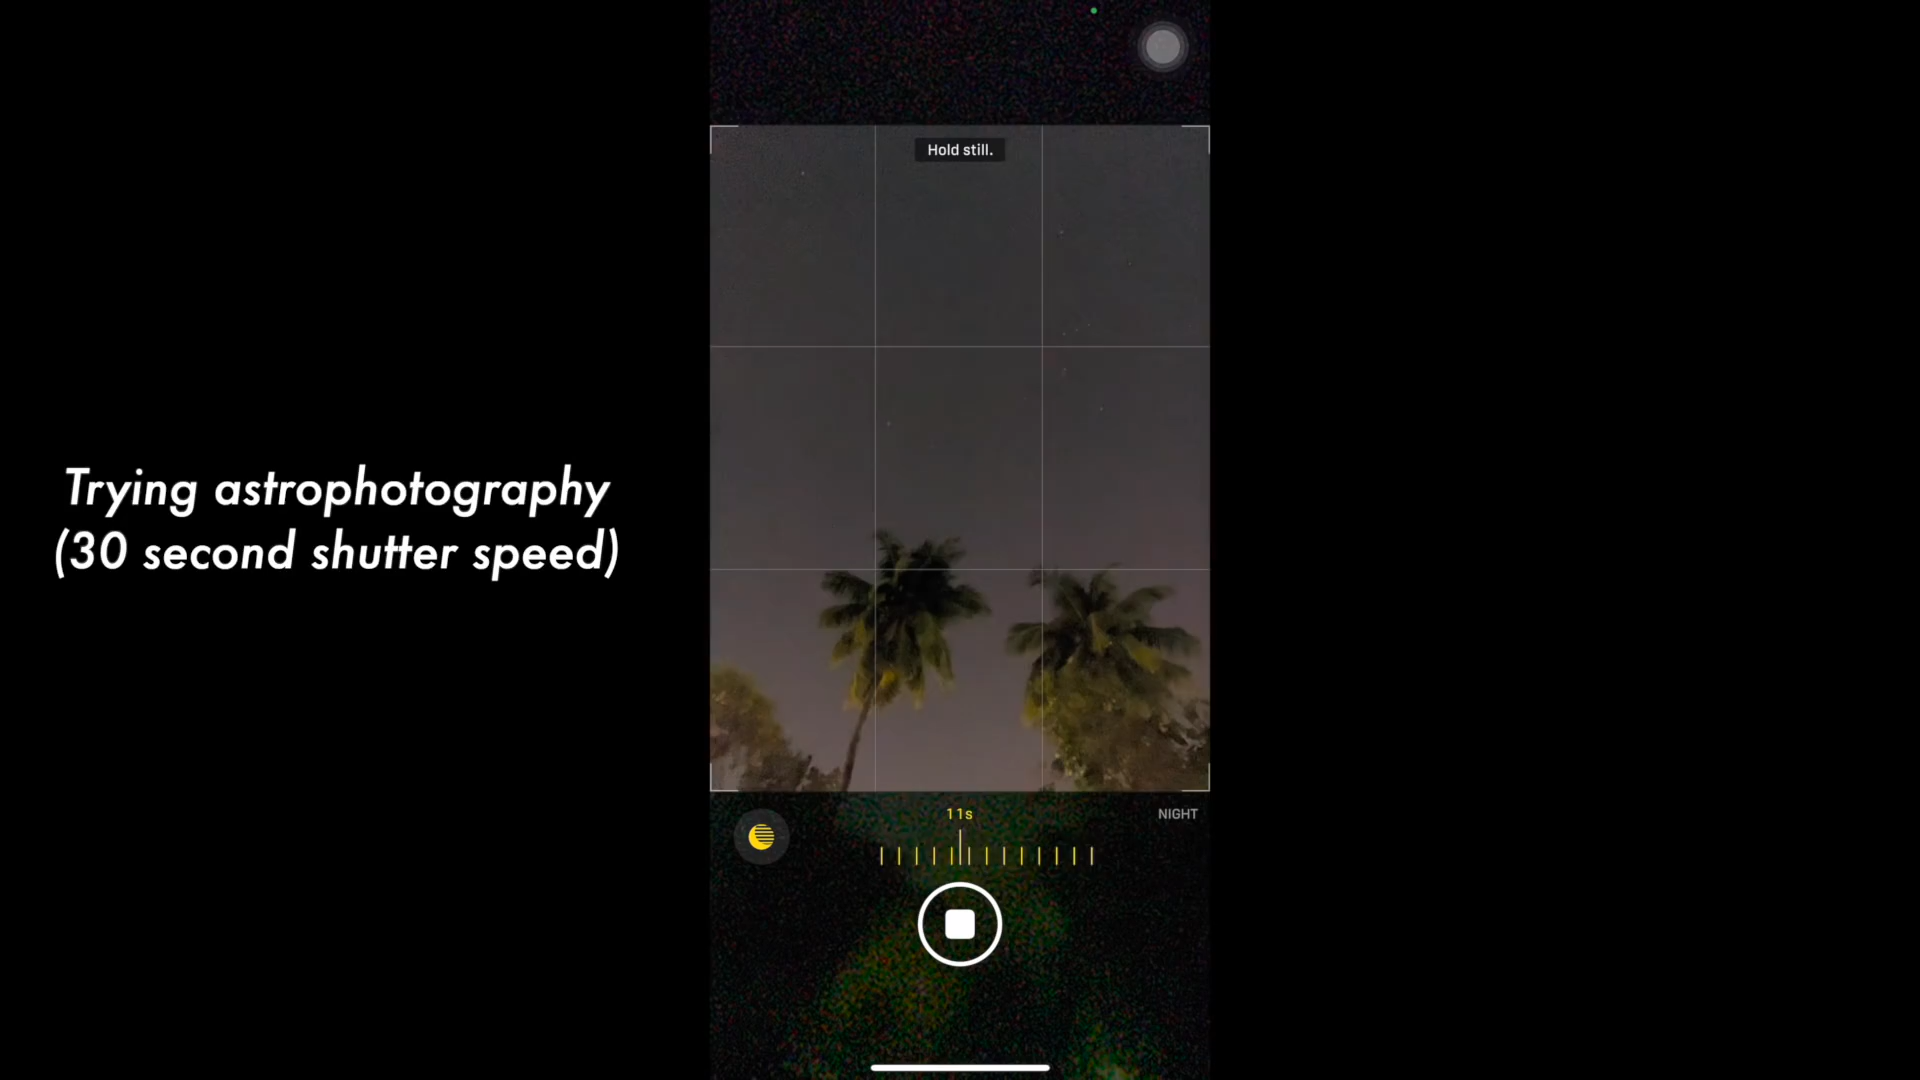 Hold still.
Trying astrophotography
(30 second shutter speed)
11s
NIGHT